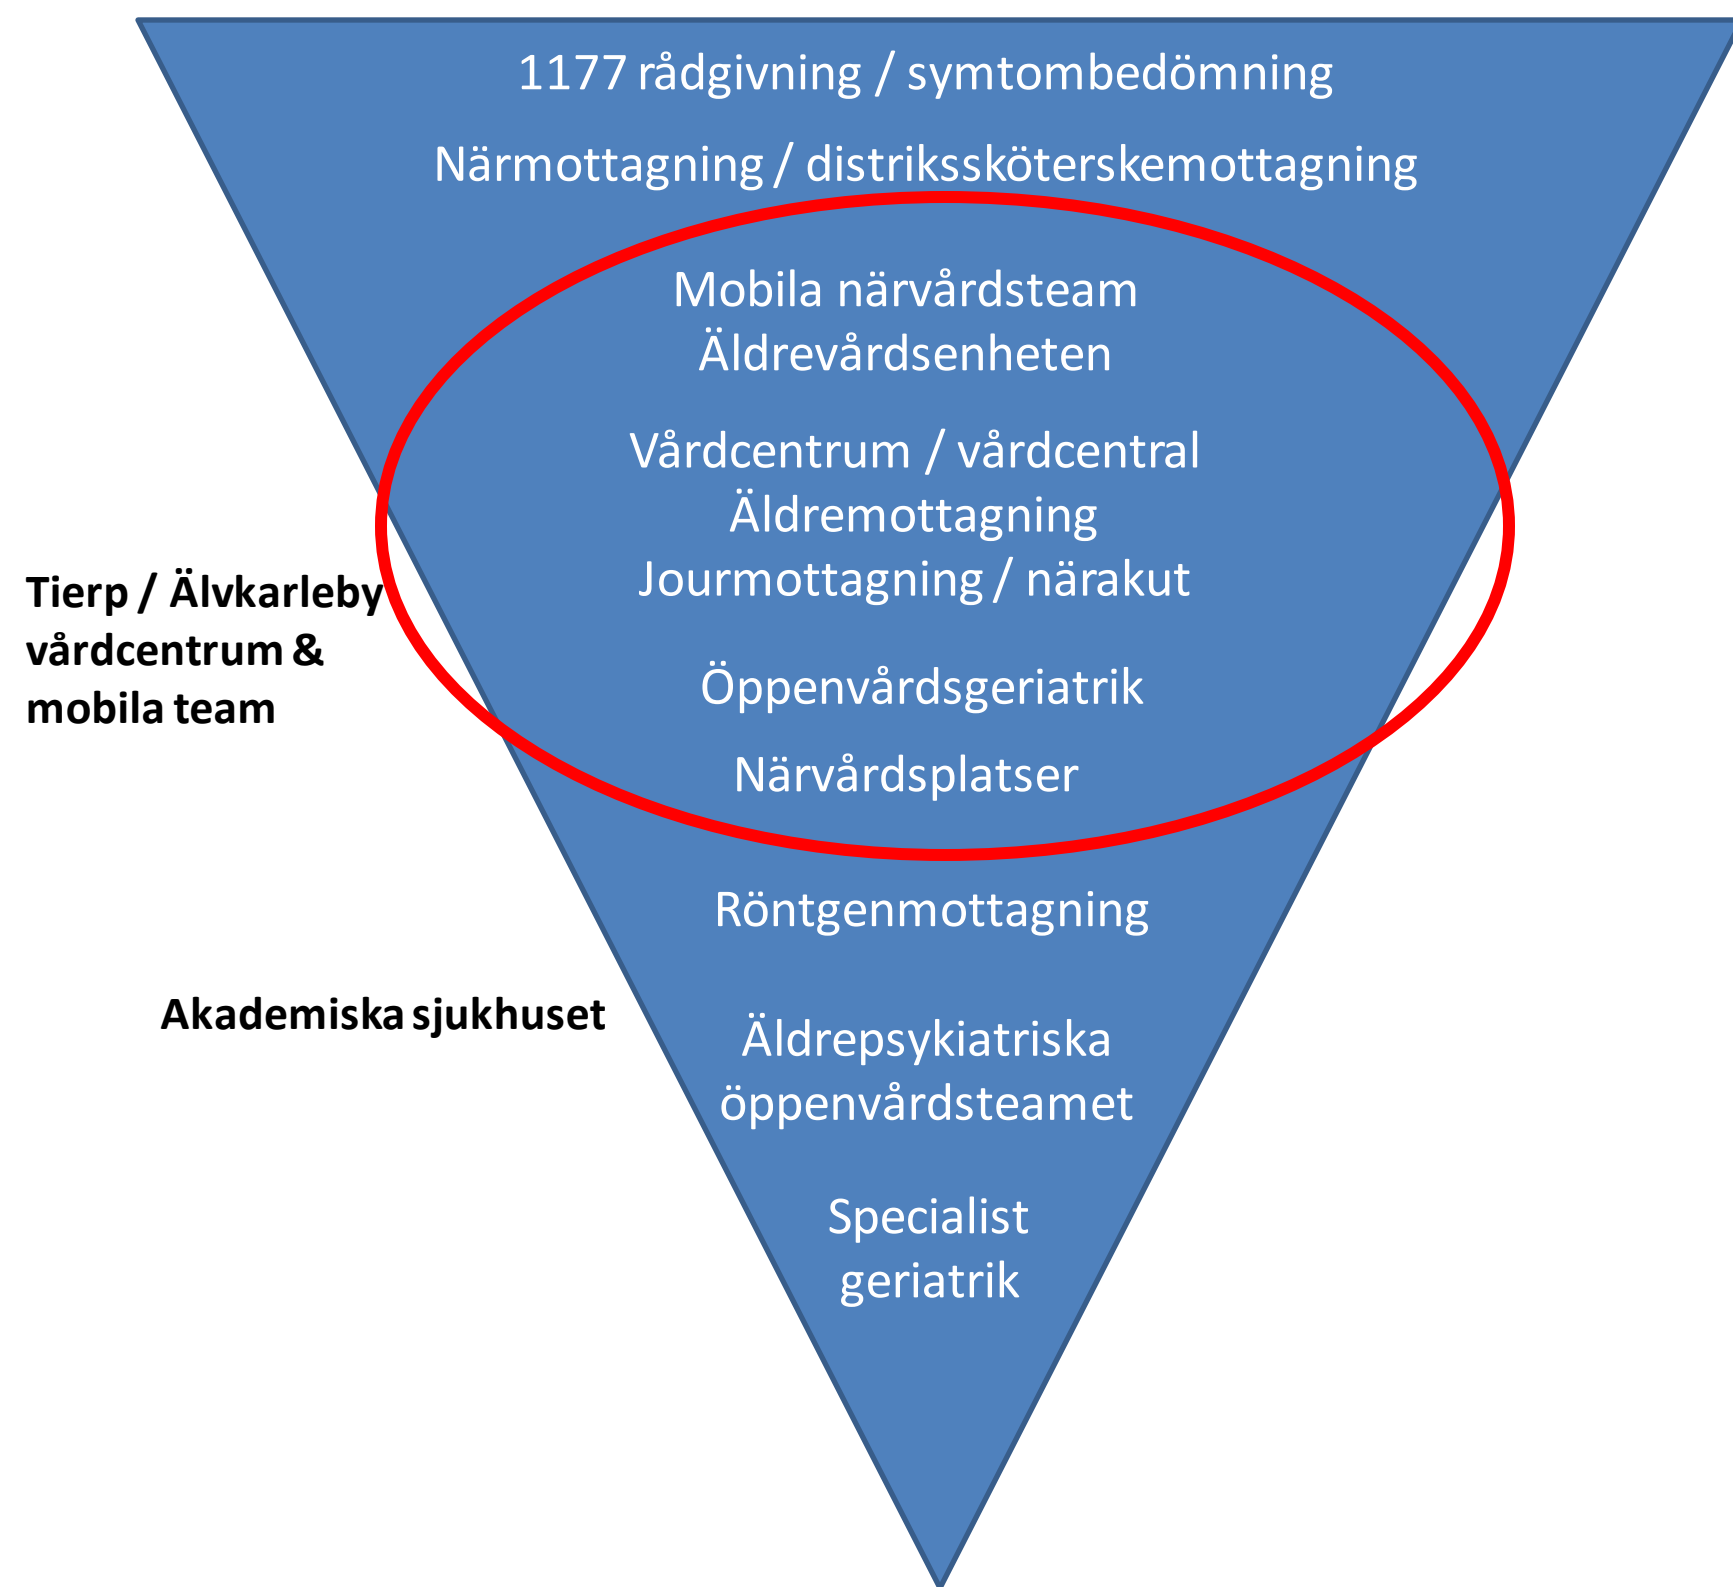 1177 rådgivning / symtombedömning
Närmottagning / distrikssköterskemottagning
Mobila närvårdsteam
Äldrevårdsenheten
Vårdcentrum / vårdcentral
Äldremottagning
Jourmottagning / närakut
Tierp / Älvkarleby
vårdcentrum &
mobila team
Öppenvårdsgeriatrik
Närvårdsplatser
Röntgenmottagning
Akademiska sjukhuset
Äldrepsykiatriska
öppenvårdsteamet
Specialist
geriatrik